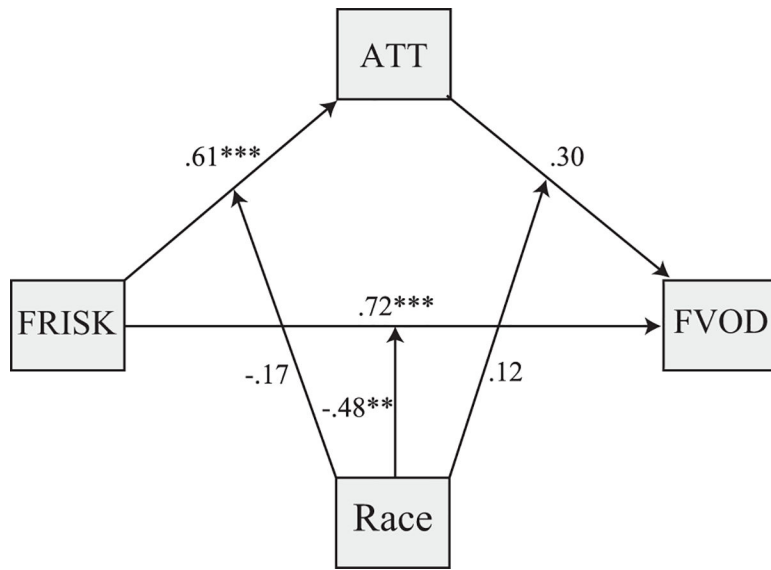 ATT
.61***
.30
FRISK
.72***
FVOD
-.17
-.48**
.12
Race